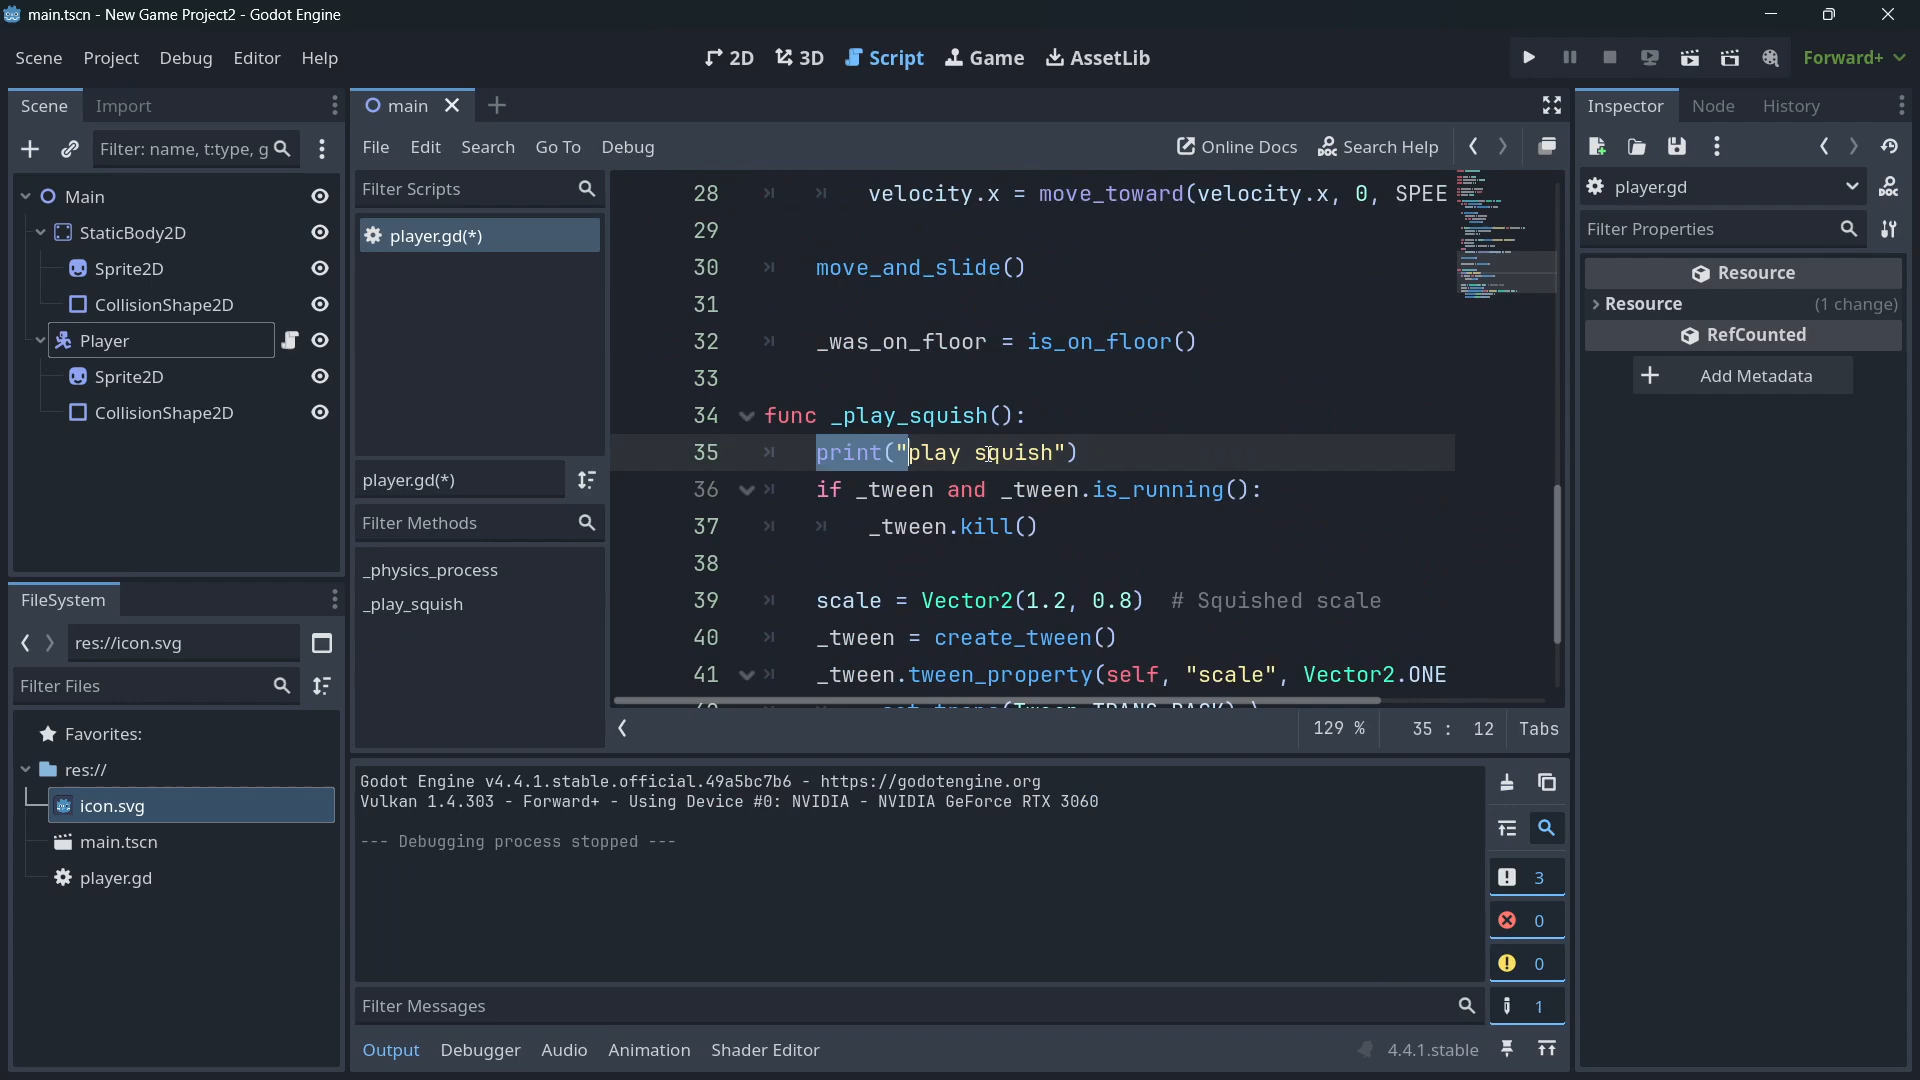 main.tscn - New Game Project2 - Godot Engine
Scene Project Debug Editor Help
2D 3D Script Game AssetLib
Forward+
Scene Import
Filter: name, t:type, g
Main
StaticBody2D
Sprite2D
CollisionShape2D
Player
Sprite2D
CollisionShape2D
FileSystem
res://icon.svg
Filter Files
Favorites:
res://
icon.svg
main.tscn
player.gd
main
File Edit Search Go To Debug
Online Docs Search Help
Filter Scripts
player.gd(*)
player.gd(*)
Filter Methods
_physics_process
_play_squish
28 velocity.x = move_toward(velocity.x, 0, SPEE
29
30 move_and_slide()
31
32 _was_on_floor = is_on_floor()
33
34 func _play_squish():
35 print("play squish")
36 if _tween and _tween.is_running():
37 _tween.kill()
38
39 scale = Vector2(1.2, 0.8) # Squished scale
40 _tween = create_tween()
41 _tween.tween_property(self, "scale", Vector2.ONE
129 % 35 : 12 Tabs
Godot Engine v4.4.1.stable.official.49a5bc7b6 - https://godotengine.org
Vulkan 1.4.303 - Forward+ - Using Device #0: NVIDIA - NVIDIA GeForce RTX 3060
--- Debugging process stopped ---
3
0
0
1
Filter Messages
Output Debugger Audio Animation Shader Editor
4.4.1.stable
Inspector Node History
player.gd
Filter Properties
Resource
Resource (1 change)
RefCounted
Add Metadata